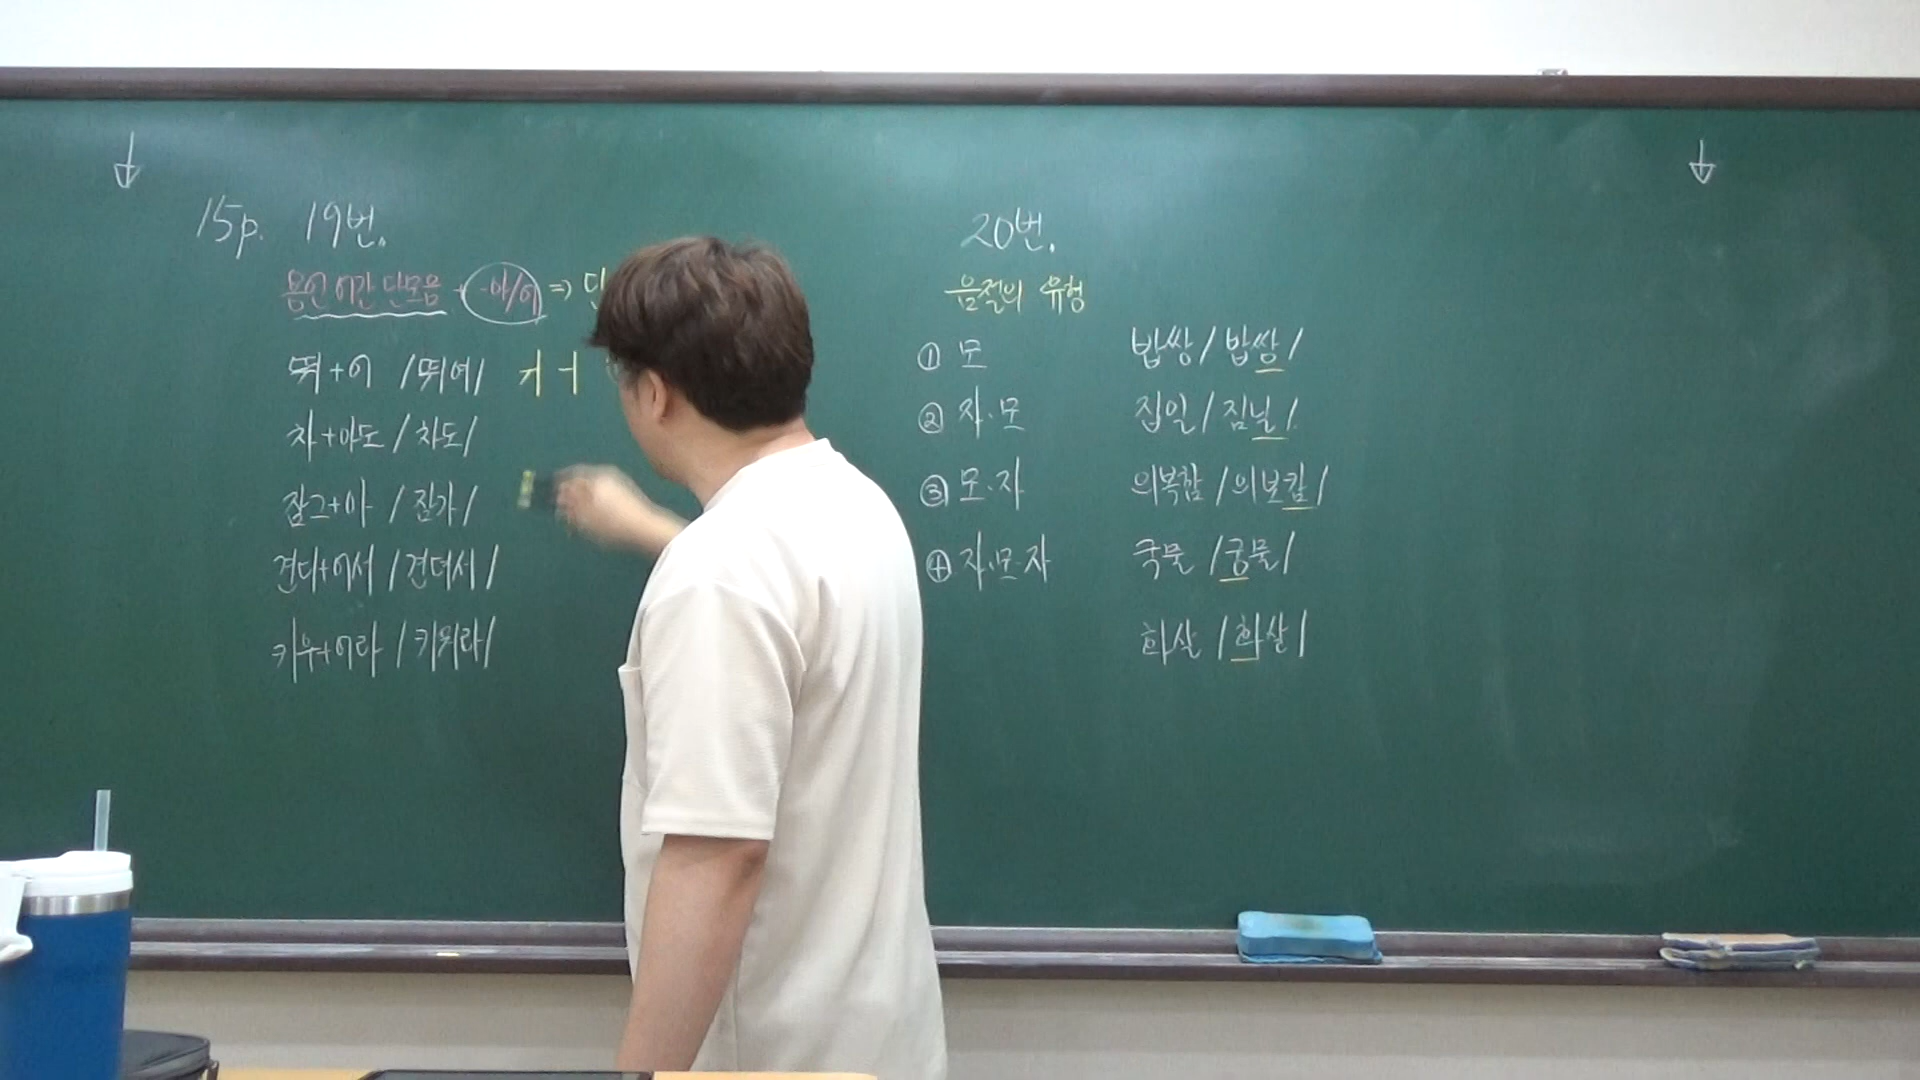 15p. 19번.
용언 어간 단모음 + -아/어 => 단
뛰+어 /뛰여/ ㅕㅓ
차+아도 /차도/
잠그+아 /잠가/
견디+어서 /견뎌서/
키우+어라 /키워라/
20번.
음절의 유형
① 모
② 자·모
③ 모·자
④ 자·모·자
밥쌍 /밥쌈/
집일 /짐닐/
의복함 /의보캄/
국물 /궁물/
화살 /화살/